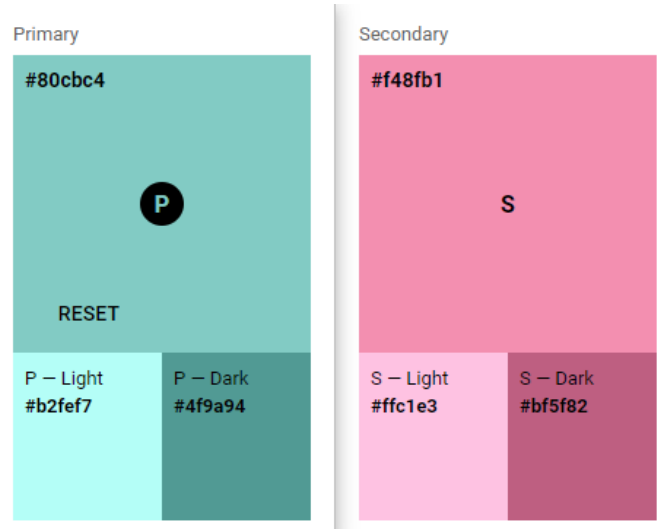 Primary
#80cbc4
P
RESET
P — Light
#b2fef7
P — Dark
#4f9a94
Secondary
#f48fb1
S
S — Light
#ffc1e3
S — Dark
#bf5f82